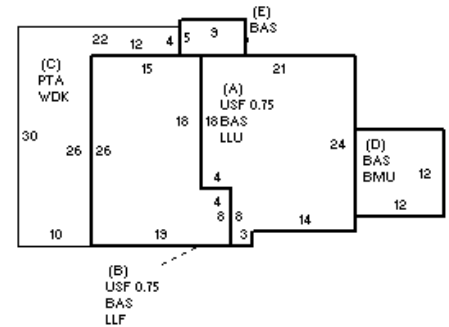 (E)
BAS
9
5
4
22
12
(C)
PTA
WDK
15
21
(A)
USF 0.75
BAS
LLU
18
18
30
26
26
24
(D)
BAS
BMU
12
12
4
4
8
8
3
14
10
19
(B)
USF 0.75
BAS
LLF